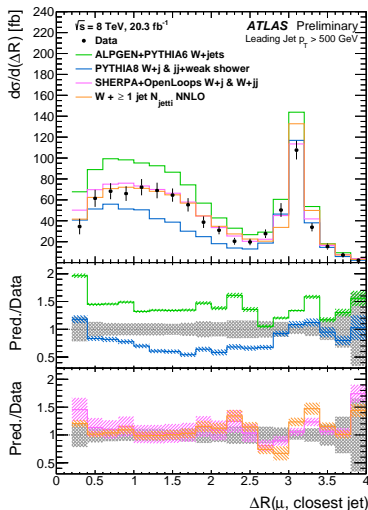 √s = 8 TeV, 20.3 fb⁻¹
ATLAS Preliminary
Leading Jet p_T > 500 GeV
Data
ALPGEN+PYTHIA6 W+jets
PYTHIA8 W+j & jj+weak shower
SHERPA+OpenLoops W+j & W+jj
W + ≥ 1 jet N_jetti NNLO
dσ/d(ΔR) [fb]
200
180
160
140
120
100
80
60
40
20
Pred./Data
2
1.5
1
0.5
Pred./Data
2
1.5
1
0.5
0 0.5 1 1.5 2 2.5 3 3.5 4
ΔR(μ, closest jet)